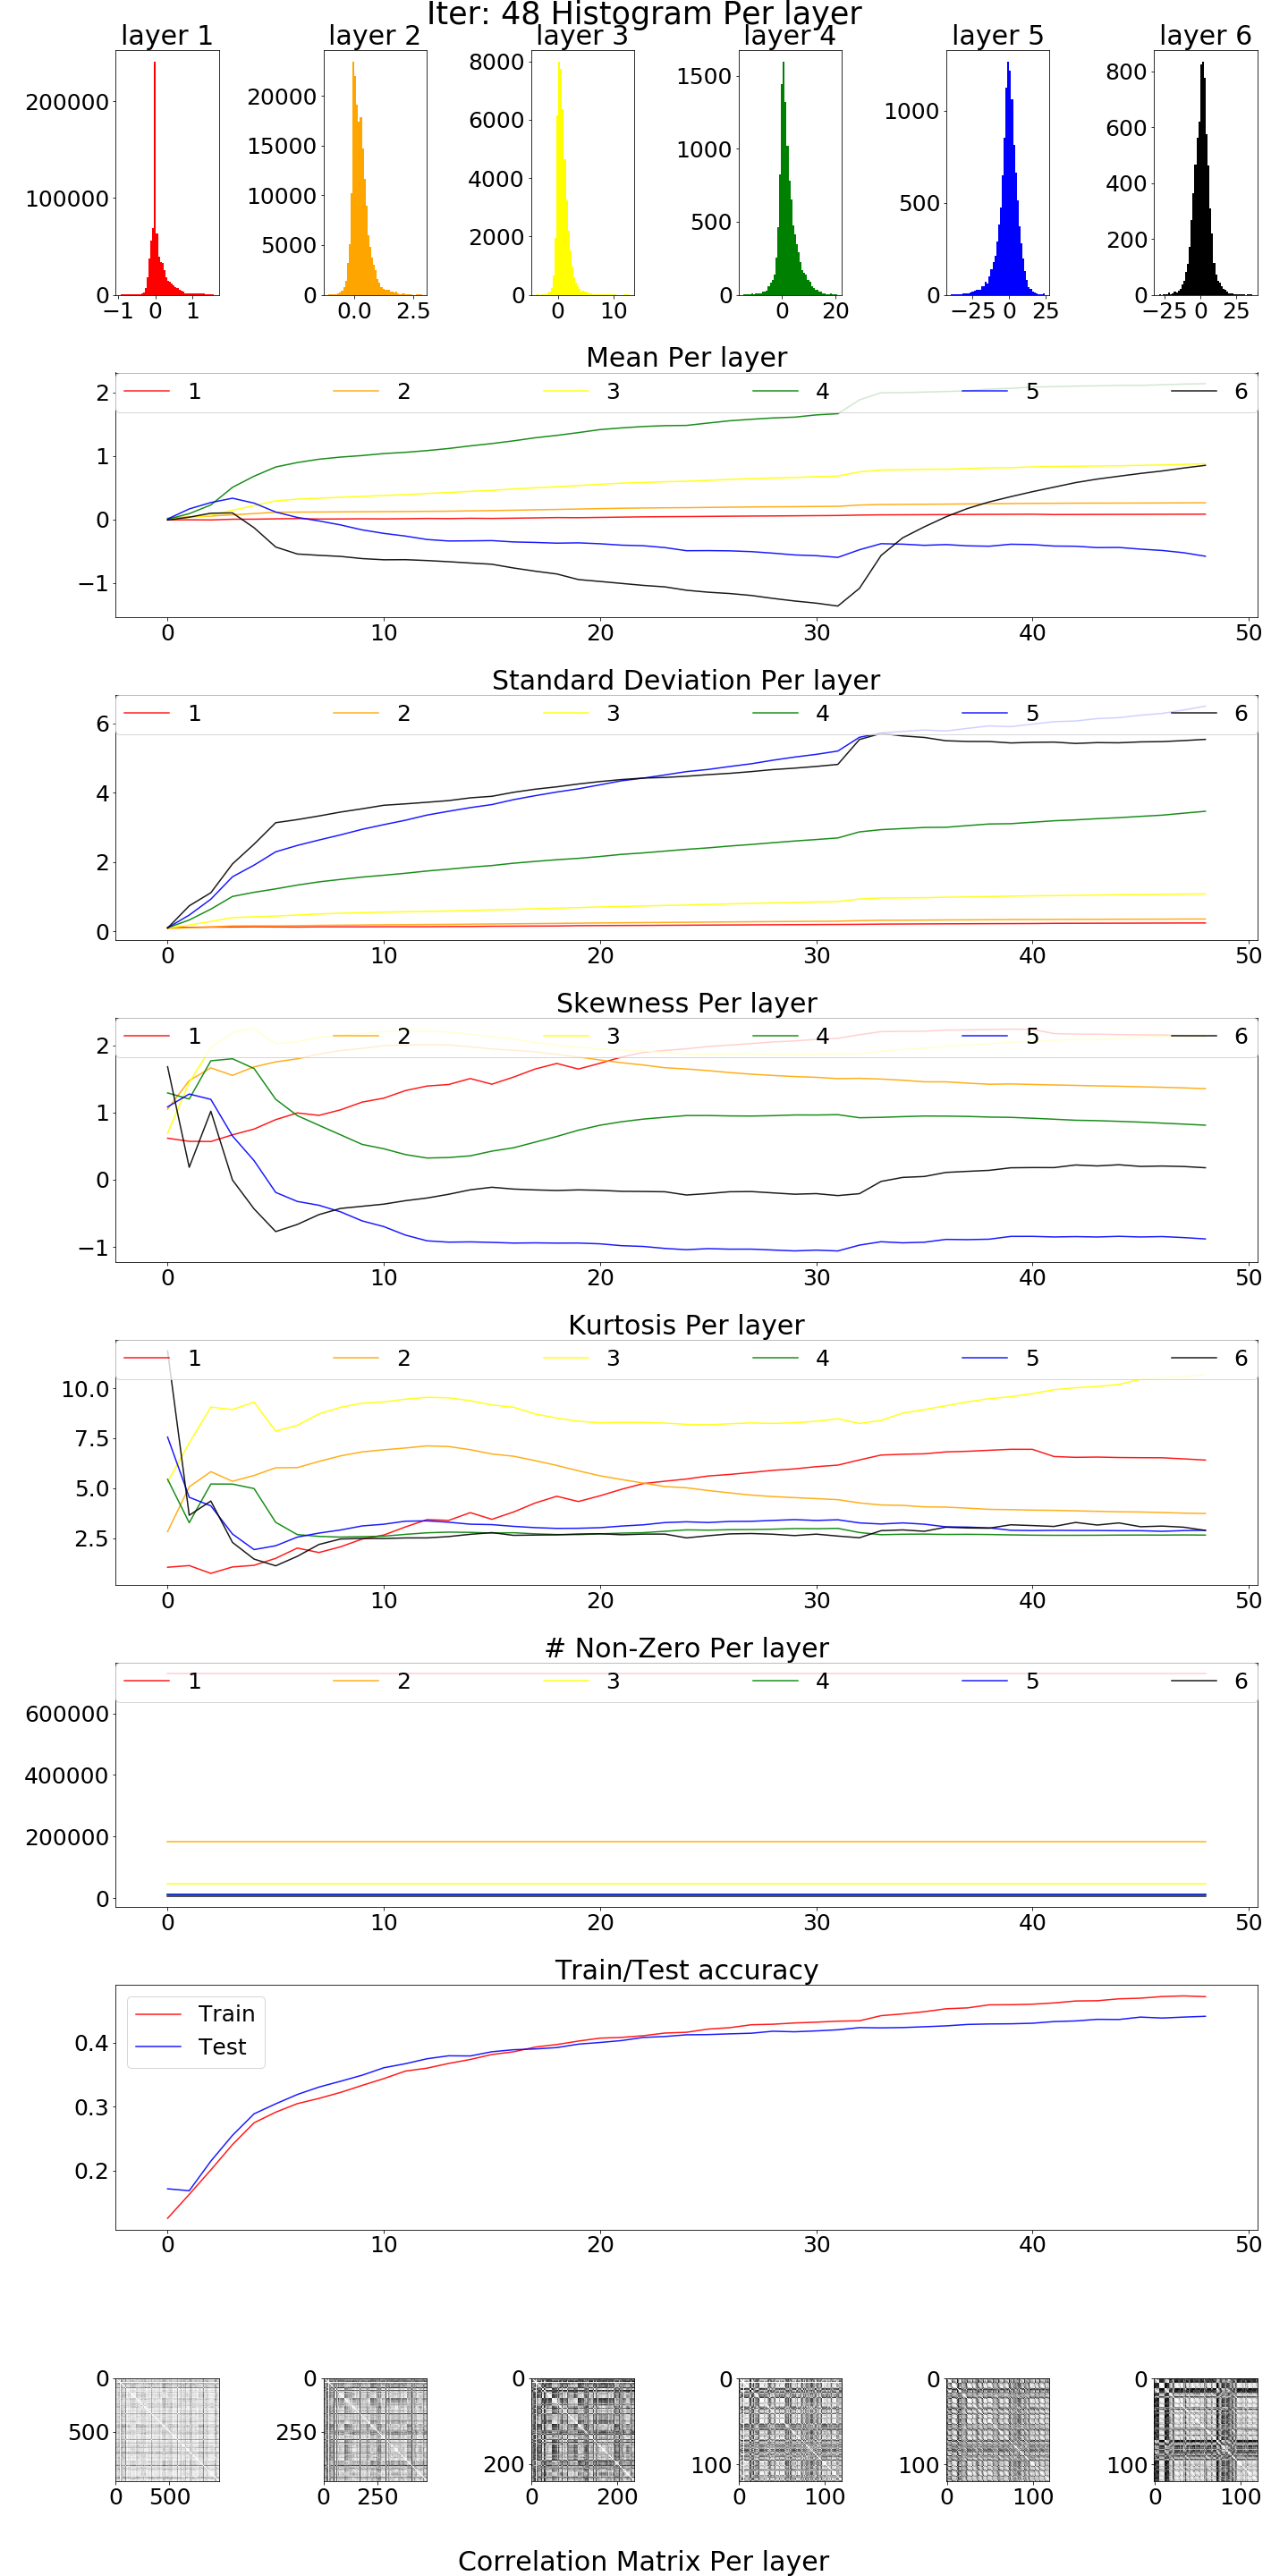 Iter: 48 Histogram Per layer
layer 1 layer 2 layer 3 layer 4 layer 5 layer 6
200000
100000
0
−1 0 1
20000
15000
10000
5000
0
0.0 2.5
8000
6000
4000
2000
0
0 10
1500
1000
500
0
0 20
1000
500
0
−25 0 25
800
600
400
200
0
−25 0 25
Mean Per layer
1 2 3 4 5 6
2
1
0
−1
0 10 20 30 40 50
Standard Deviation Per layer
1 2 3 4 5 6
6
4
2
0
0 10 20 30 40 50
Skewness Per layer
1 2 3 4 5 6
2
1
0
−1
0 10 20 30 40 50
Kurtosis Per layer
1 2 3 4 5 6
10.0
7.5
5.0
2.5
0 10 20 30 40 50
# Non-Zero Per layer
1 2 3 4 5 6
600000
400000
200000
0
0 10 20 30 40 50
Train/Test accuracy
Train
Test
0.4
0.3
0.2
0 10 20 30 40 50
0
500
0 500
0
250
0 250
0
200
0 200
0
100
0 100
0
100
0 100
0
100
0 100
Correlation Matrix Per layer